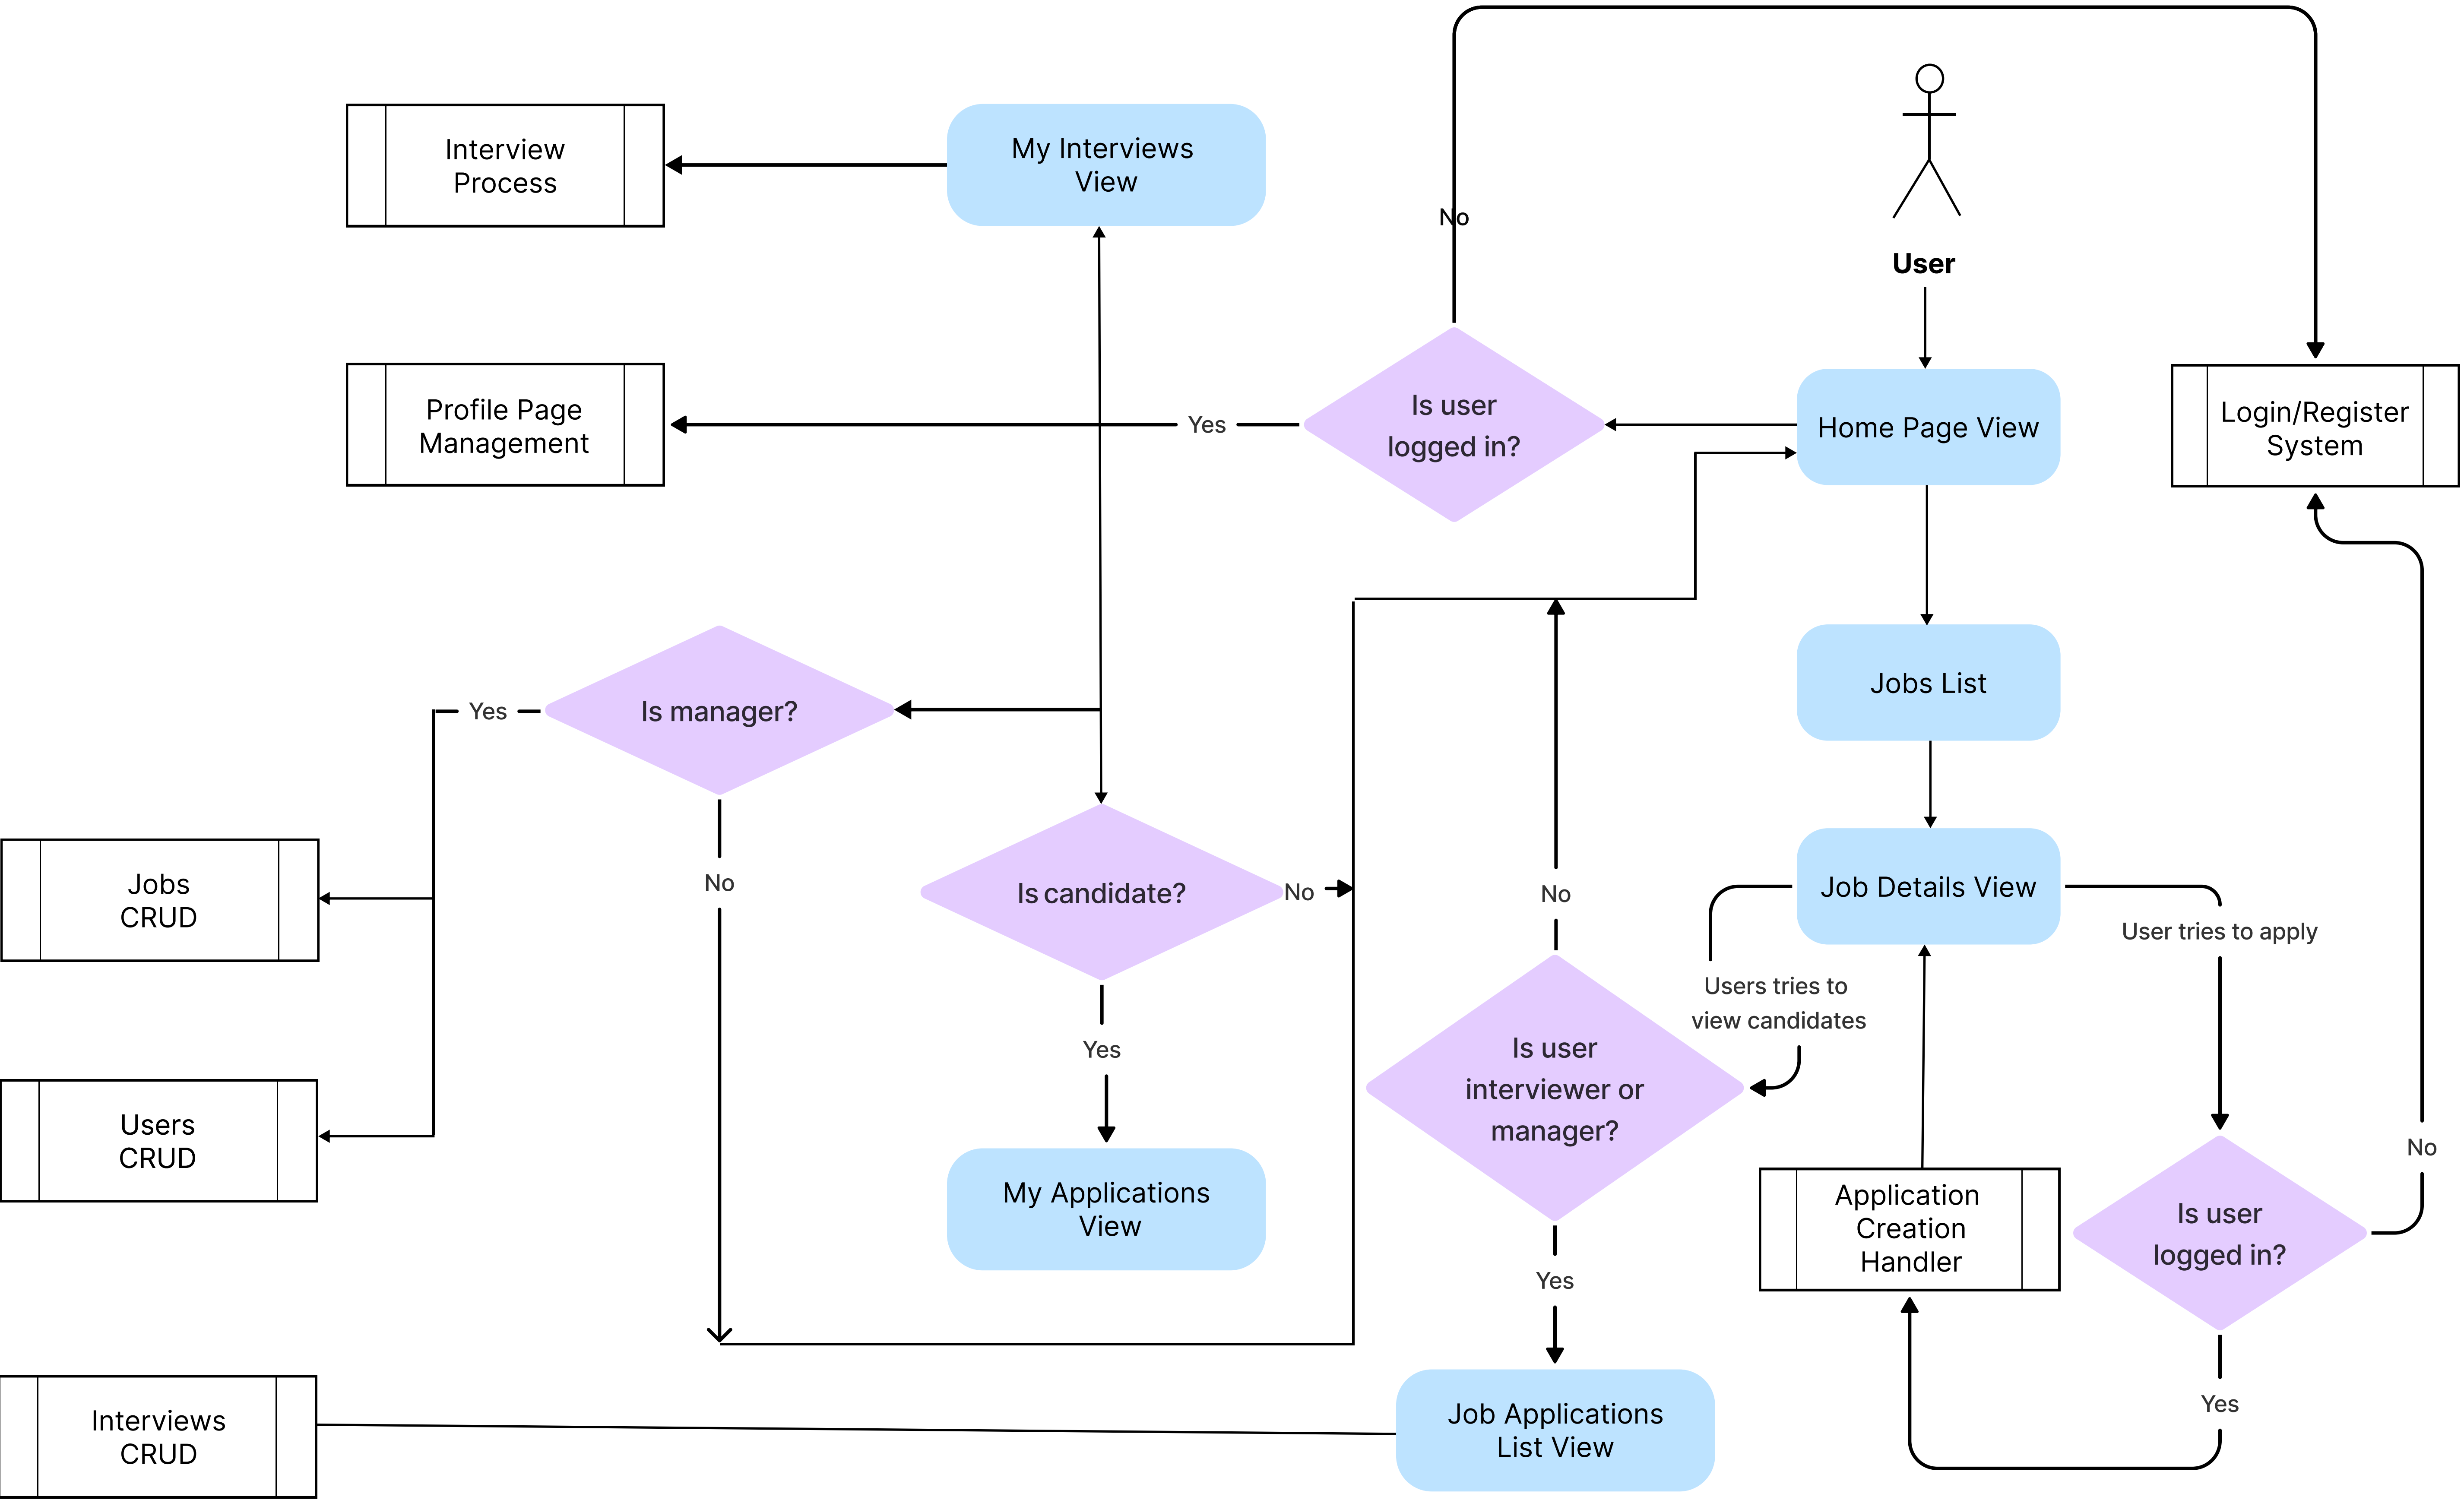 Interview
Process
My Interviews
View
No
User
Profile Page
Management
Yes
Is user
logged in?
Home Page View
Login/Register
System
Yes
Is manager?
Jobs List
Jobs
CRUD
No
Is candidate?
No
No
Job Details View
User tries to apply
Users tries to
view candidates
Yes
Is user
interviewer or
manager?
Users
CRUD
My Applications
View
Application
Creation
Handler
Is user
logged in?
No
Yes
Yes
Interviews
CRUD
Job Applications
List View